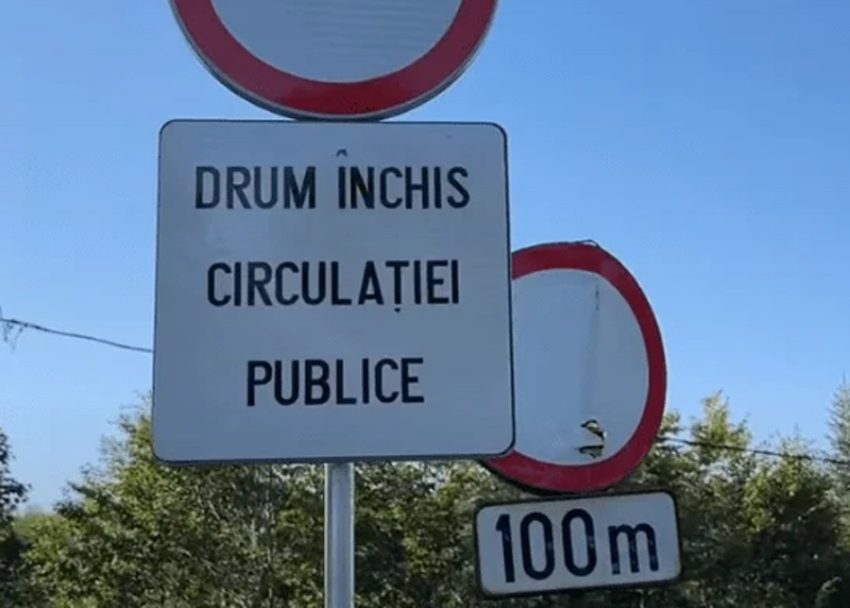 DRUM ÎNCHIS
CIRCULAȚIEI
PUBLICE
100m